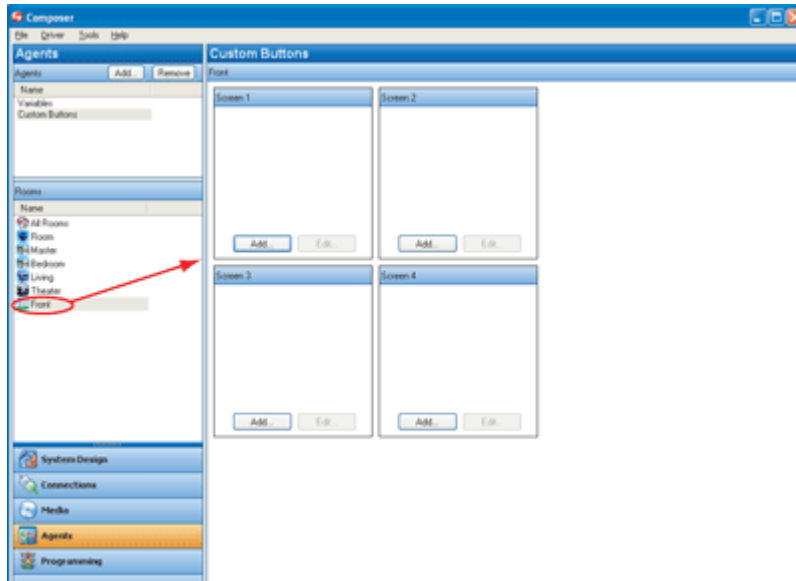 Composer
File Driver Tools Help
Agents
Agents Add... Remove
Name
Variables
Custom Buttons
Rooms
Name
All Rooms
Room
Master
Bedroom
Living
Theater
Front
System Design
Connections
Media
Agents
Programming
Custom Buttons
Front
Screen 1 Screen 2
Add... Edit... Add... Edit...
Screen 3 Screen 4
Add... Edit... Add... Edit...